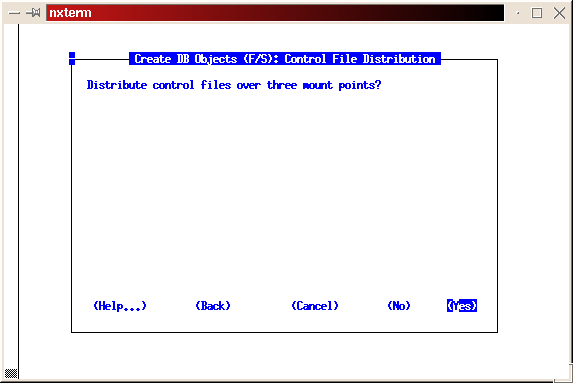 nxterm
Create DB Objects (F/S): Control File Distribution
Distribute control files over three mount points?
(Help...) (Back) (Cancel) (No) (Yes)